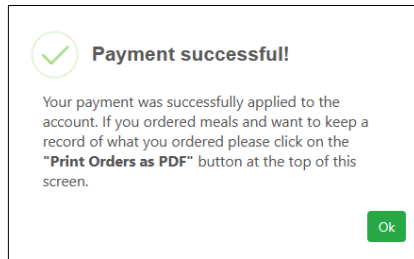 Payment successful!
Your payment was successfully applied to the
account. If you ordered meals and want to keep a
record of what you ordered please click on the
"Print Orders as PDF" button at the top of this
screen.
Ok